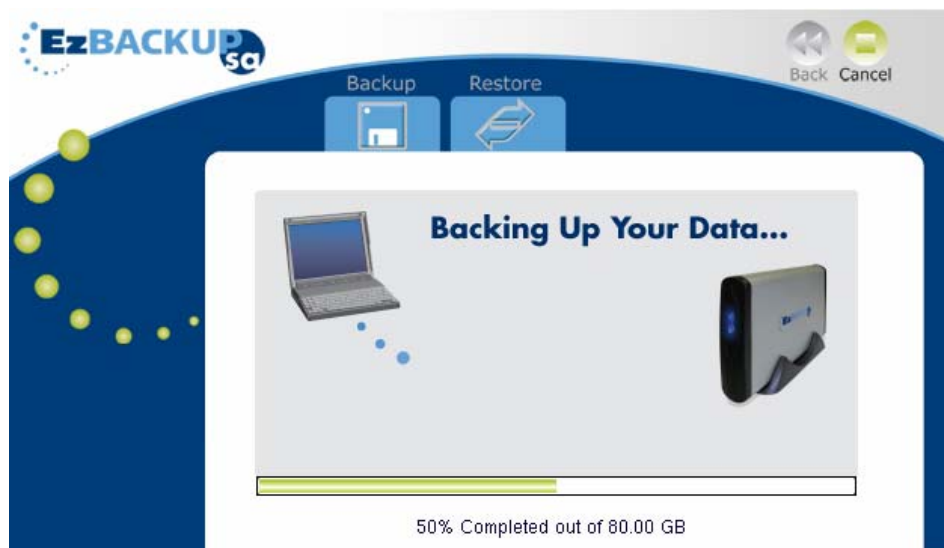 EzBACKUP
sa
Back Cancel
Backup Restore
Backing Up Your Data...
50% Completed out of 80.00 GB